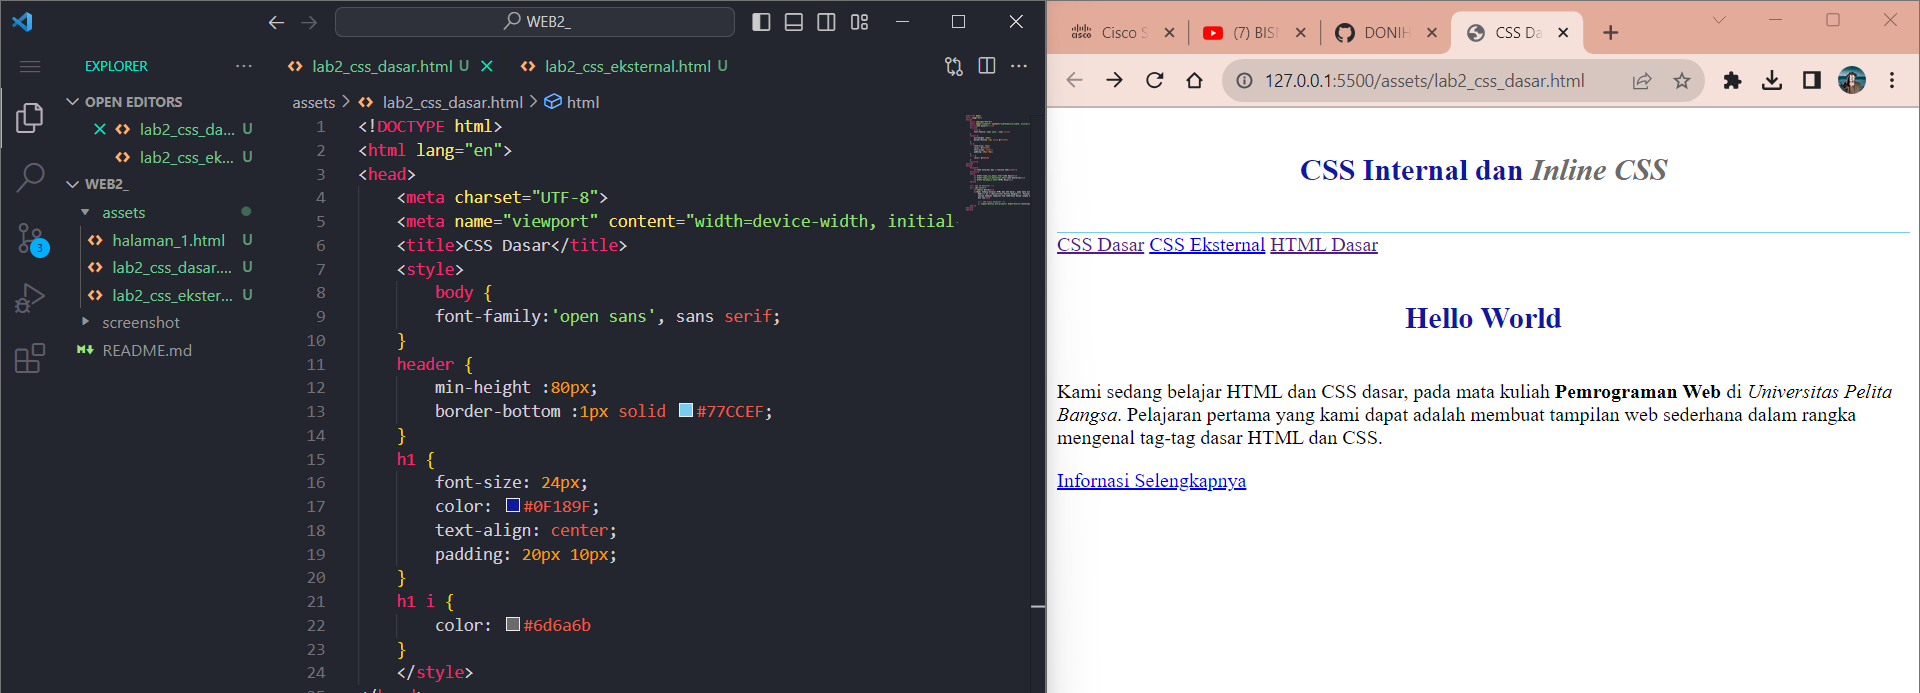 WEB2_
EXPLORER
OPEN EDITORS
lab2_css_da... U
lab2_css_ek... U
WEB2_
assets
halaman_1.html U
lab2_css_dasar.... U
lab2_css_ekster... U
screenshot
README.md
3
lab2_css_dasar.html U
lab2_css_eksternal.html U
assets > lab2_css_dasar.html > html
1 <!DOCTYPE html>
2 <html lang="en">
3 <head>
4 <meta charset="UTF-8">
5 <meta name="viewport" content="width=device-width, initial-
6 <title>CSS Dasar</title>
7 <style>
8 body {
9 font-family:'open sans', sans serif;
10 }
11 header {
12 min-height :80px;
13 border-bottom :1px solid #77CCEF;
14 }
15 h1 {
16 font-size: 24px;
17 color: #0F189F;
18 text-align: center;
19 padding: 20px 10px;
20 }
21 h1 i {
22 color: #6d6a6b
23 }
24 </style>
cisco Cisco S
(7) BISN
DONIH
CSS Da
127.0.0.1:5500/assets/lab2_css_dasar.html
CSS Internal dan Inline CSS
CSS Dasar CSS Eksternal HTML Dasar
Hello World
Kami sedang belajar HTML dan CSS dasar, pada mata kuliah Pemrograman Web di Universitas Pelita
Bangsa. Pelajaran pertama yang kami dapat adalah membuat tampilan web sederhana dalam rangka
mengenal tag-tag dasar HTML dan CSS.
Infornasi Selengkapnya